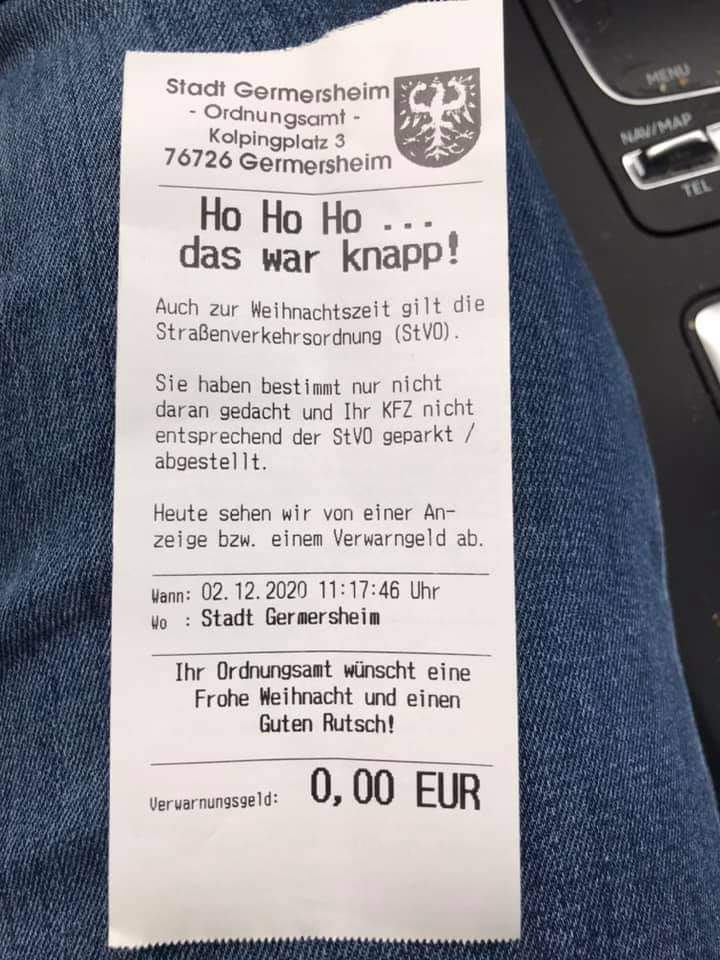 Stadt Germersheim
- Ordnungsamt -
Kolpingplatz 3
76726 Germersheim
Ho Ho Ho ...
das war knapp!
Auch zur Weihnachtszeit gilt die
Straßenverkehrsordnung (StVO).
Sie haben bestimmt nur nicht
daran gedacht und Ihr KFZ nicht
entsprechend der StVO geparkt /
abgestellt.
Heute sehen wir von einer An-
zeige bzw. einem Verwarngeld ab.
Wann: 02.12.2020 11:17:46 Uhr
Wo : Stadt Germersheim
Ihr Ordnungsamt wünscht eine
Frohe Weihnacht und einen
Guten Rutsch!
Verwarnungsgeld: 0,00 EUR
MENU
NAV/MAP
TEL